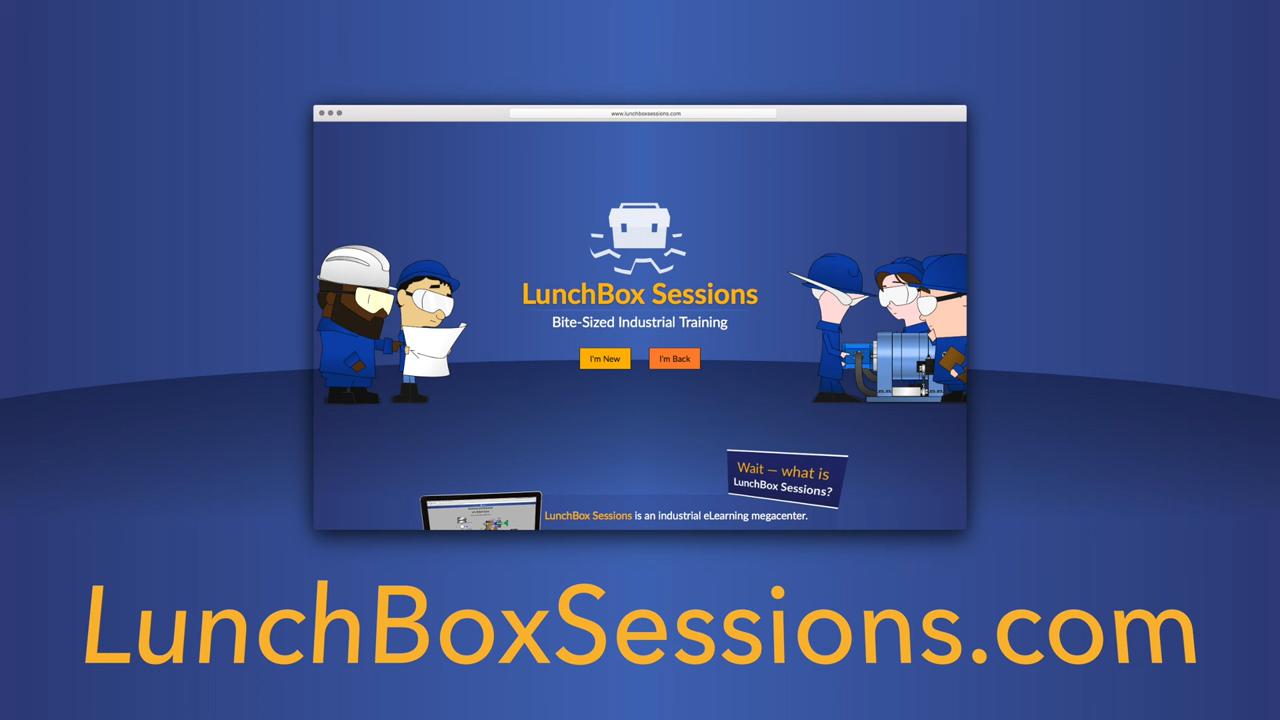 www.lunchboxsessions.com
LunchBox Sessions
Bite-Sized Industrial Training
I'm New
I'm Back
Wait — what is
LunchBox Sessions?
LunchBox Sessions is an industrial eLearning megacenter.
LunchBoxSessions.com